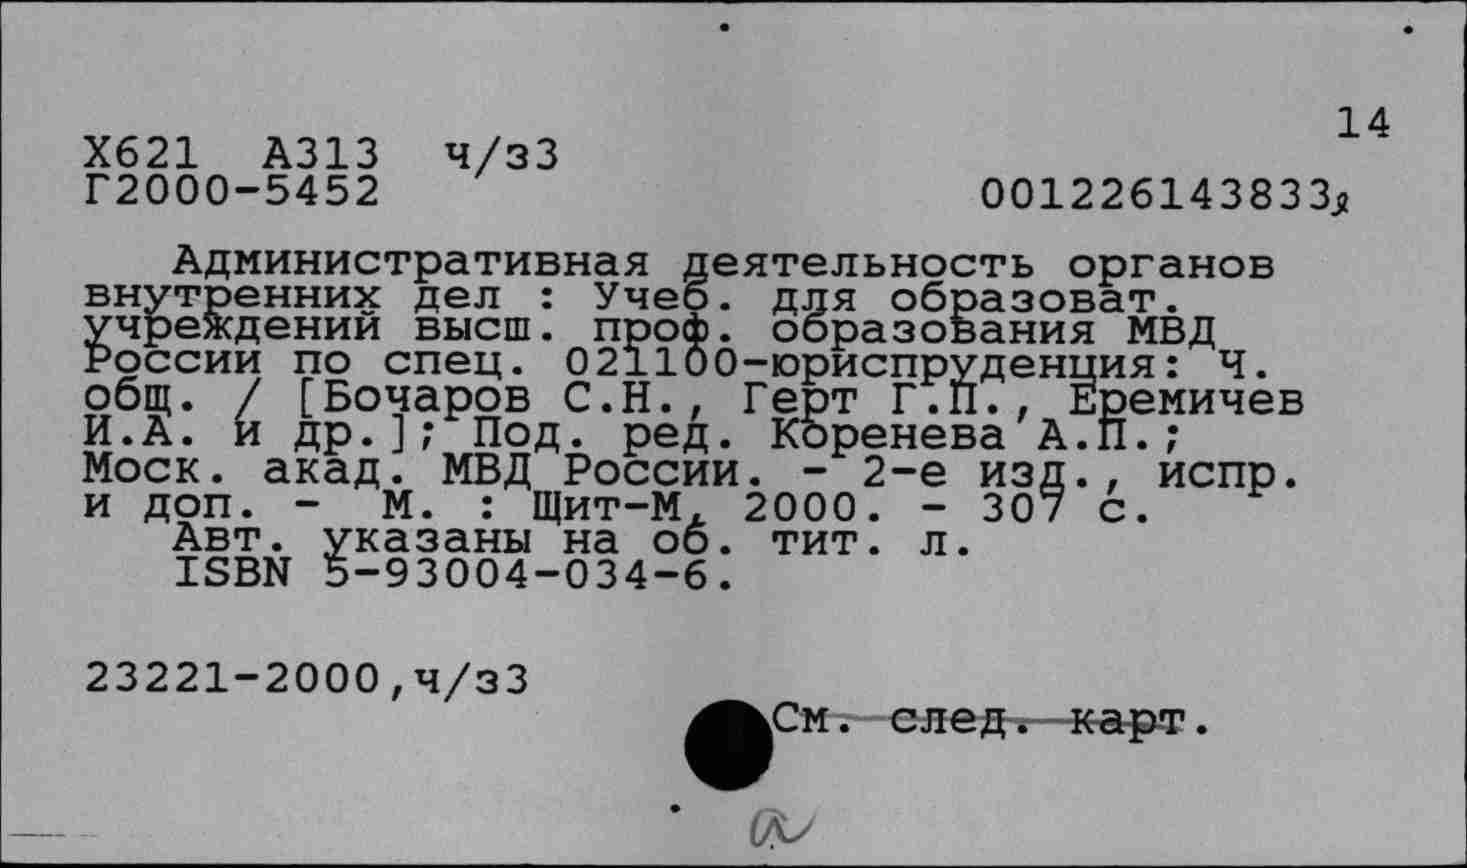 14
Х621 А313 ч/з3
Г2000-5452 001226143833
Административная деятельность органов
внутренних дел : Учеб. для образоват.
учреждений высш. проф. образования МВД
России по спец. 021100-юриспруденция: Ч.
общ. / [Бочаров С.Н., Герт Г.П., Еремичев
И.А. и др.]; Под. ред. Коренева А.П.;
Моск. акад. МВД России. - 2-е изд., испр.
и доп. - М. : Щит-М, 2000. - 307 с.
Авт. указаны на об. тит. л.
ISBN 5-93004-034-6.
23221-2000,ч/з3
См. след. карт.